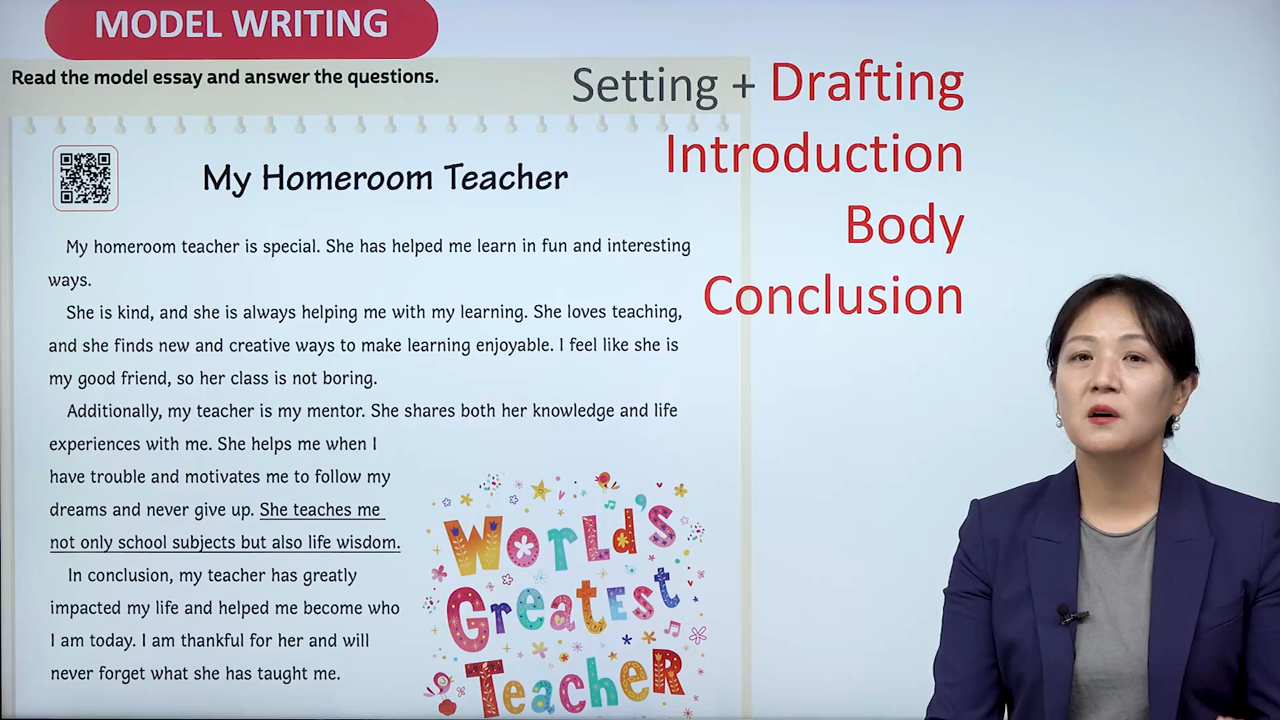 MODEL WRITING
Read the model essay and answer the questions.
Setting + Drafting
Introduction
Body
Conclusion
My Homeroom Teacher
My homeroom teacher is special. She has helped me learn in fun and interesting
ways.
She is kind, and she is always helping me with my learning. She loves teaching,
and she finds new and creative ways to make learning enjoyable. I feel like she is
my good friend, so her class is not boring.
Additionally, my teacher is my mentor. She shares both her knowledge and life
experiences with me. She helps me when I
have trouble and motivates me to follow my
dreams and never give up. She teaches me
not only school subjects but also life wisdom.
In conclusion, my teacher has greatly
impacted my life and helped me become who
I am today. I am thankful for her and will
never forget what she has taught me.
WORLD'S
GREATEST
TEACHER